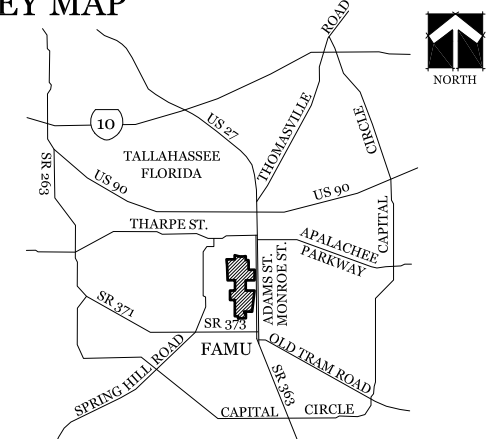 EY MAP
ROAD
NORTH
10
US 27
THOMASVILLE
CIRCLE
TALLAHASSEE
FLORIDA
SR 263
US 90
US 90
CAPITAL
THARPE ST.
APALACHEE
PARKWAY
ADAMS ST.
MONROE ST.
SR 371
SR 373
FAMU
OLD TRAM ROAD
SPRING HILL ROAD
SR 363
CAPITAL CIRCLE